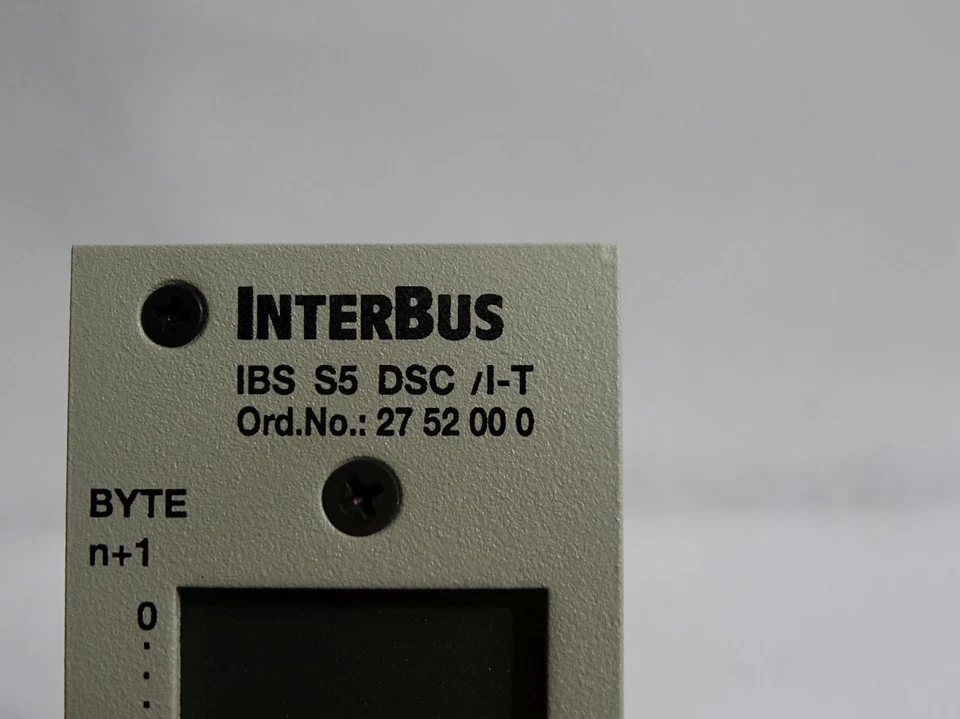 INTERBUS
IBS S5 DSC /I-T
Ord.No.: 27 52 00 0
BYTE
n+1
0